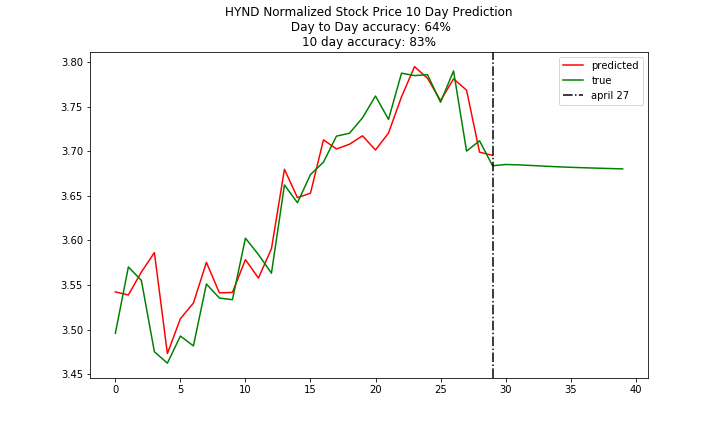 HYND Normalized Stock Price 10 Day Prediction
Day to Day accuracy: 64%
10 day accuracy: 83%
predicted
true
april 27
3.80
3.75
3.70
3.65
3.60
3.55
3.50
3.45
0 5 10 15 20 25 30 35 40